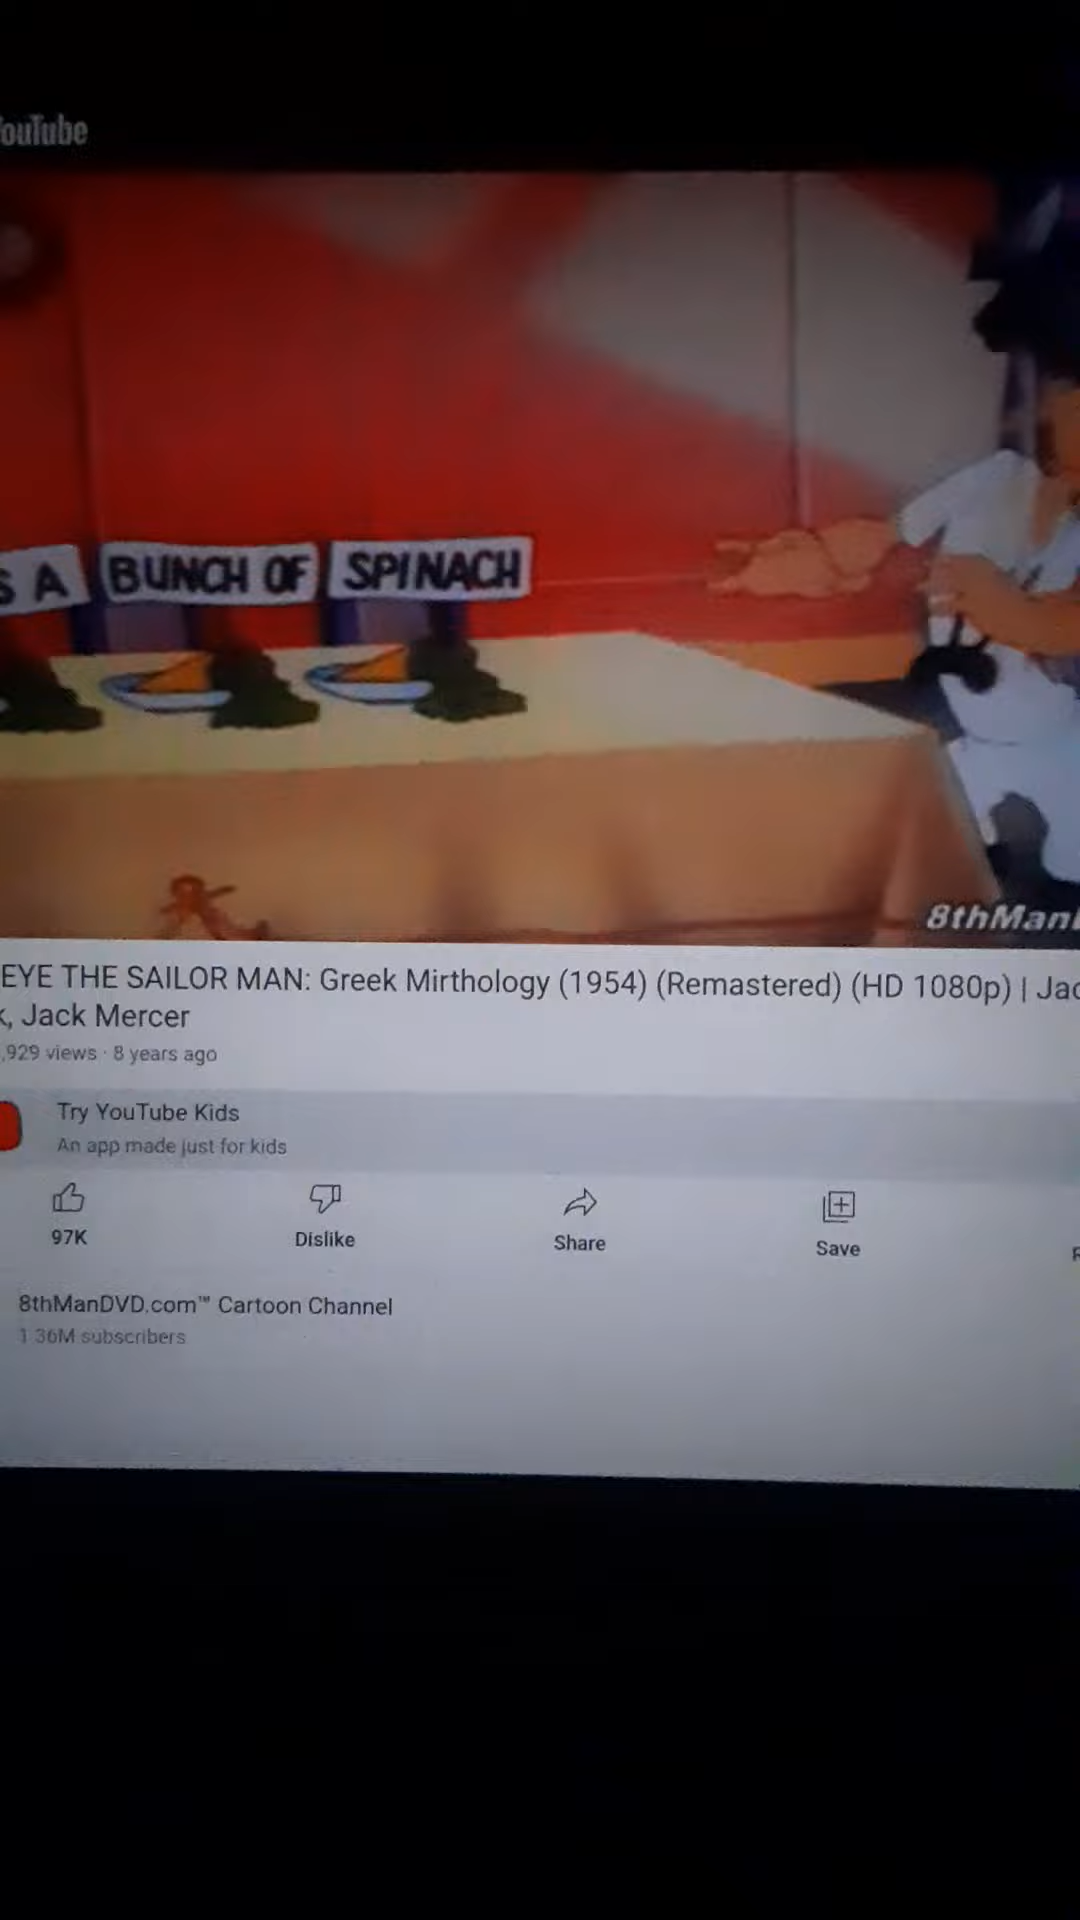 YouTube
S A BUNCH OF SPINACH
8thMan
EYE THE SAILOR MAN: Greek Mirthology (1954) (Remastered) (HD 1080p) | Jac
k, Jack Mercer
,929 views · 8 years ago
Try YouTube Kids
An app made just for kids
97K
Dislike
Share
Save
8thManDVD.com™ Cartoon Channel
1.36M subscribers